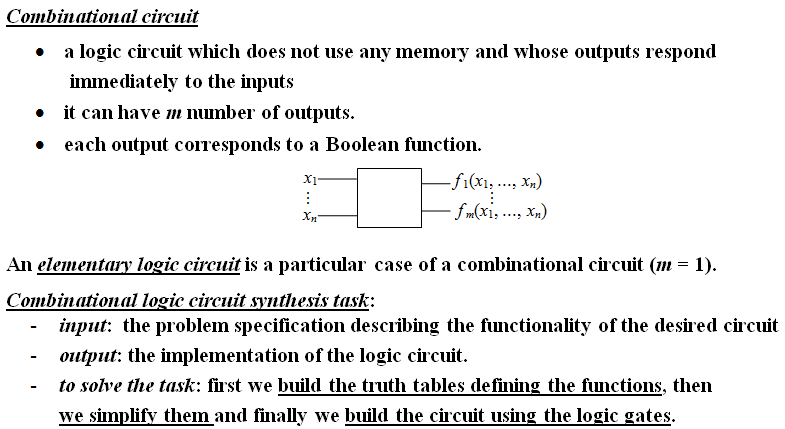 Combinational circuit
• a logic circuit which does not use any memory and whose outputs respond
immediately to the inputs
• it can have m number of outputs.
• each output corresponds to a Boolean function.
x1 f1(x1, ..., xn)
⋮ ⋮
xn fm(x1, ..., xn)
An elementary logic circuit is a particular case of a combinational circuit (m = 1).
Combinational logic circuit synthesis task:
- input: the problem specification describing the functionality of the desired circuit
- output: the implementation of the logic circuit.
- to solve the task: first we build the truth tables defining the functions, then
we simplify them and finally we build the circuit using the logic gates.